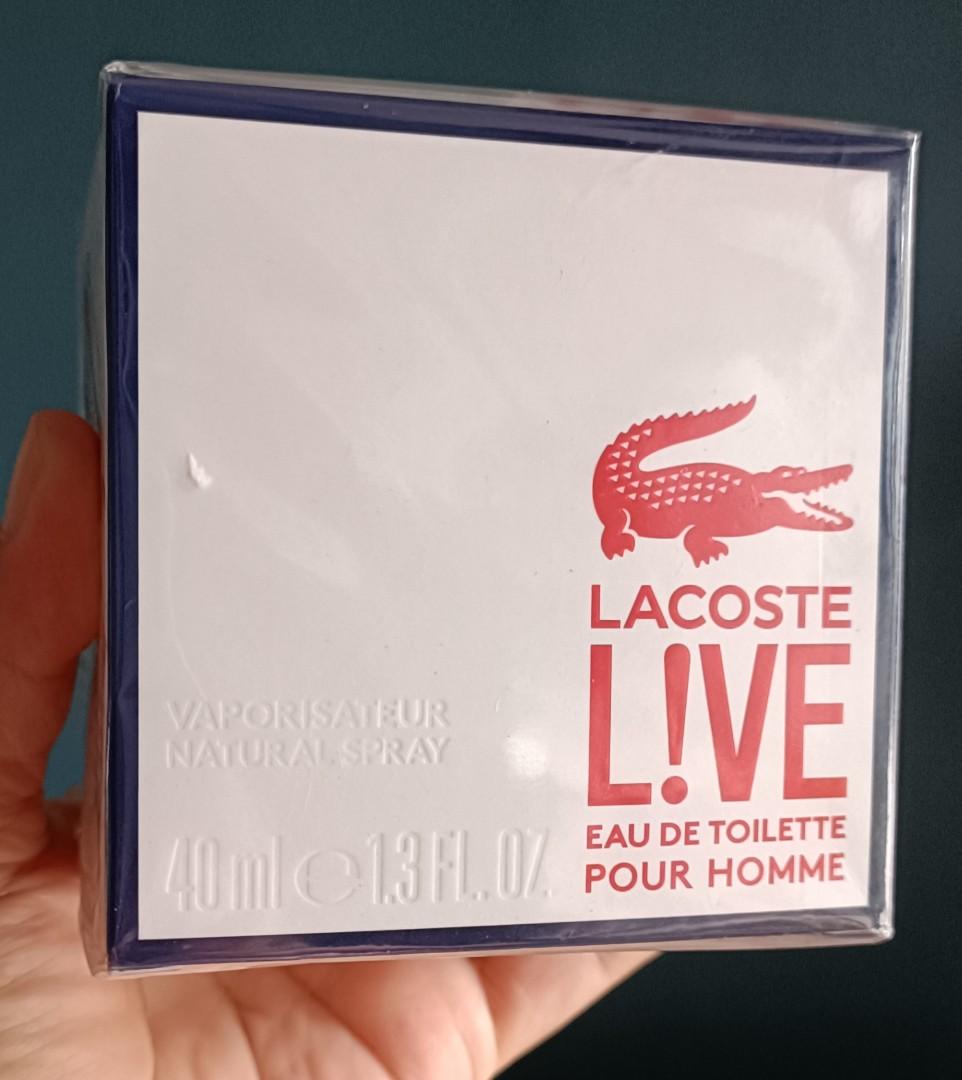 LACOSTE
L!VE
EAU DE TOILETTE
POUR HOMME
VAPORISATEUR
NATURAL SPRAY
40 ml ℮ 1.3 Fl. OZ.